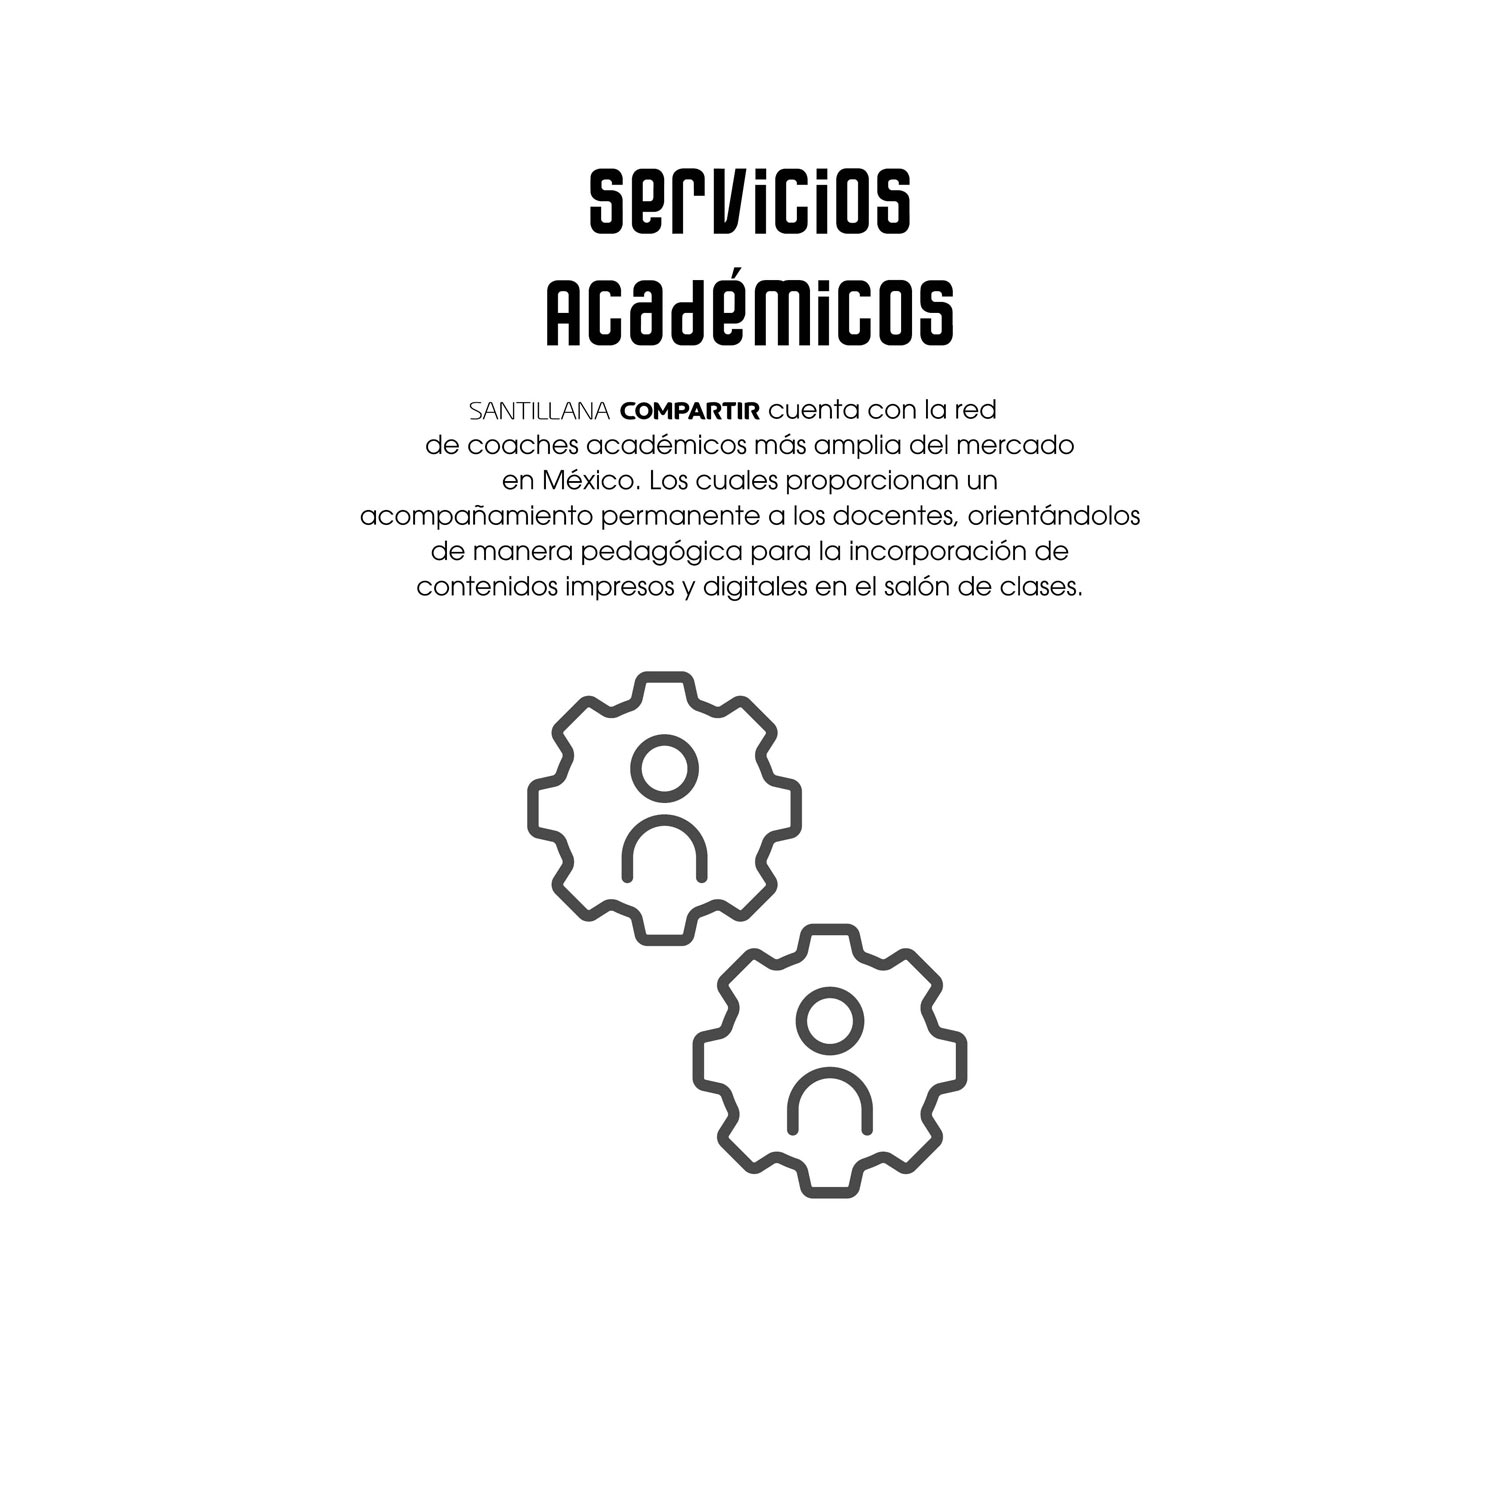 Servicios
Académicos
SANTILLANA COMPARTIR cuenta con la red
de coaches académicos más amplia del mercado
en México. Los cuales proporcionan un
acompañamiento permanente a los docentes, orientándolos
de manera pedagógica para la incorporación de
contenidos impresos y digitales en el salón de clases.